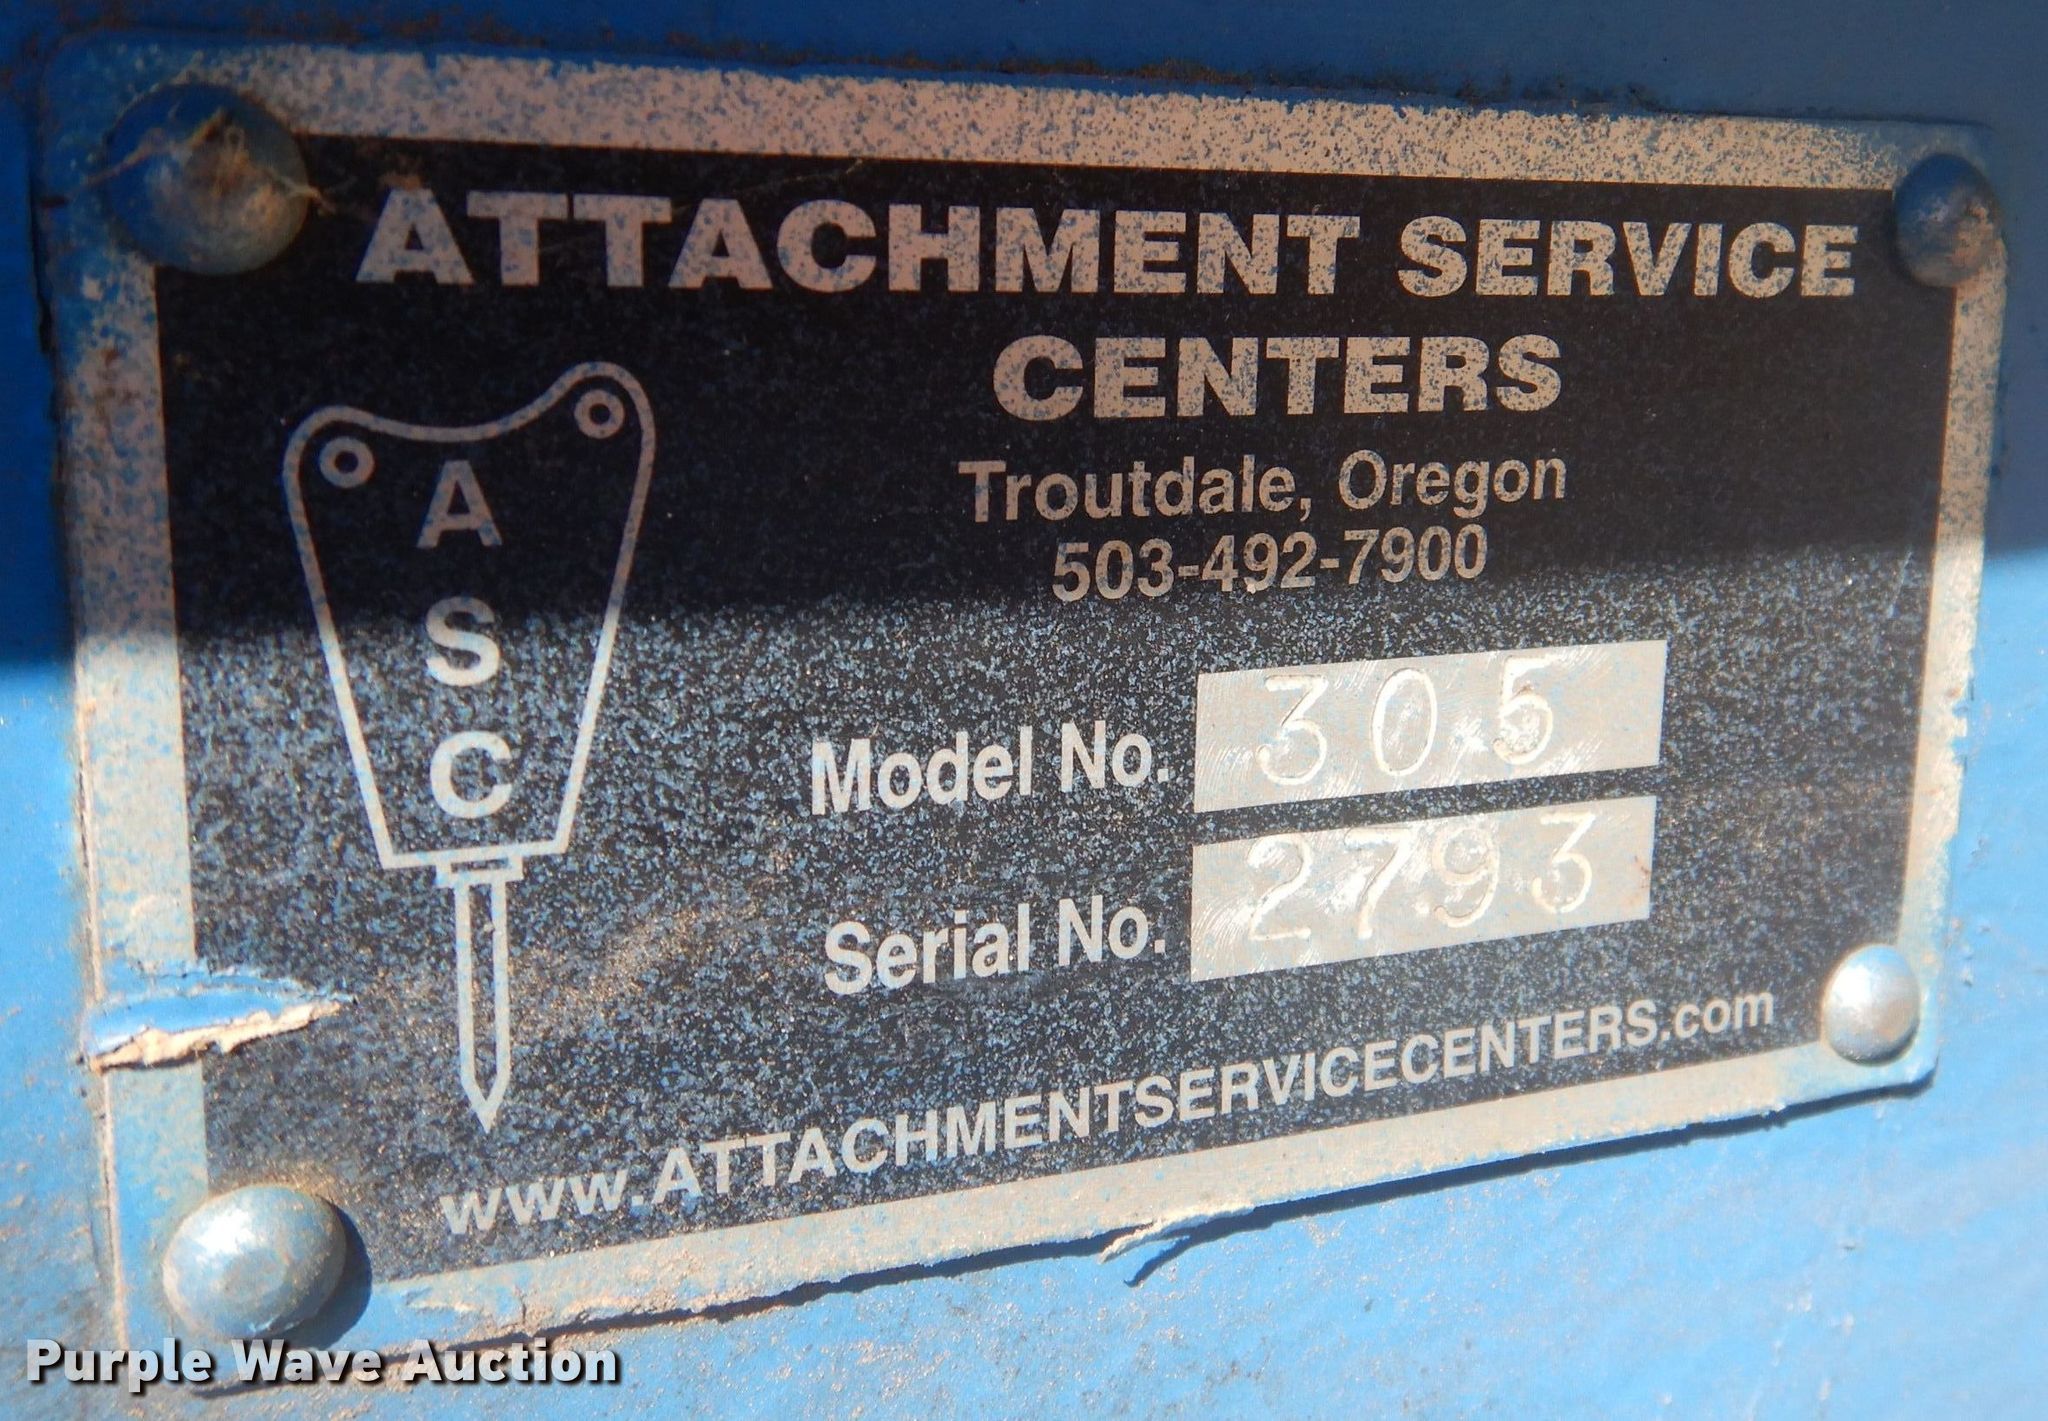 ATTACHMENT SERVICE
CENTERS
Troutdale, Oregon
503-492-7900
A
S
C
Model No. 305
Serial No. 2793
www.ATTACHMENTSERVICECENTERS.com
Purple Wave Auction